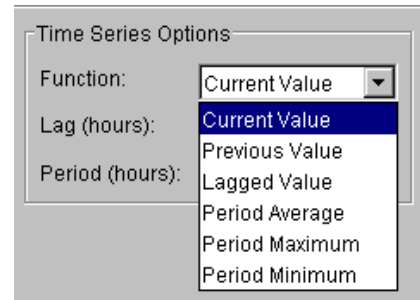 Time Series Options
Function: Current Value
Lag (hours): Current Value
Previous Value
Lagged Value
Period (hours):
Period Average
Period Maximum
Period Minimum